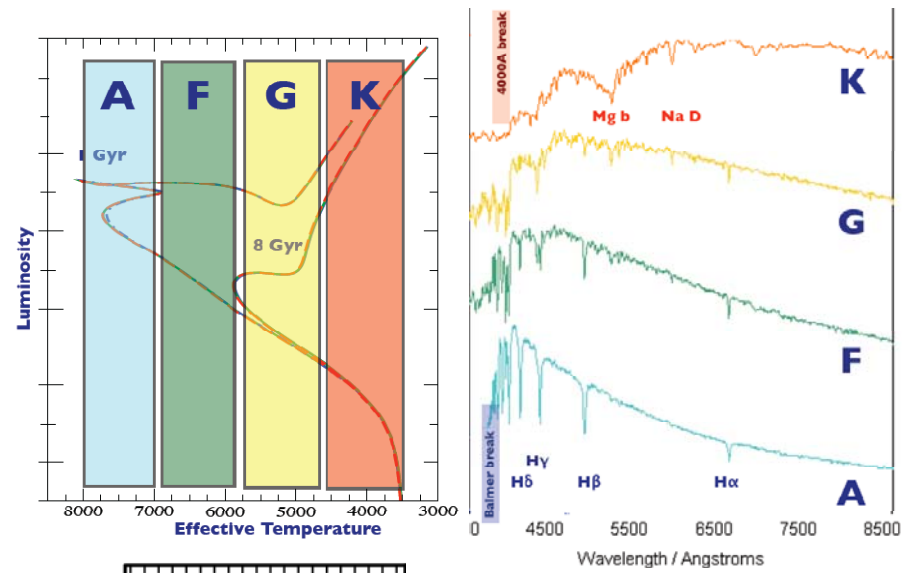 A
F
G
K
Gyr
8 Gyr
Luminosity
8000
7000
6000
5000
4000
3000
Effective Temperature
4000A break
K
Mg b
Na D
G
F
Balmer break
Hγ
Hδ
Hβ
Hα
A
0
4500
5500
6500
7500
8500
Wavelength / Angstroms